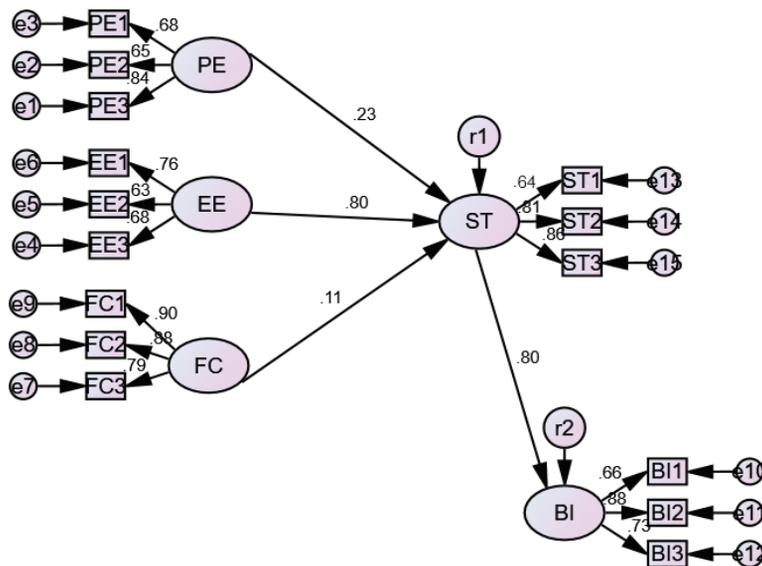 e3 PE1 .68
e2 PE2 .65 PE
e1 PE3 .84
.23
r1
e6 EE1 .76
e5 EE2 .63 EE
e4 EE3 .68
.80
ST
.64 ST1 e13
.81 ST2 e14
.86 ST3 e15
e9 FC1 .90
e8 FC2 .88 FC
e7 FC3 .79
.11
.80
r2
BI
.66 BI1 e10
.88 BI2 e11
.73 BI3 e12